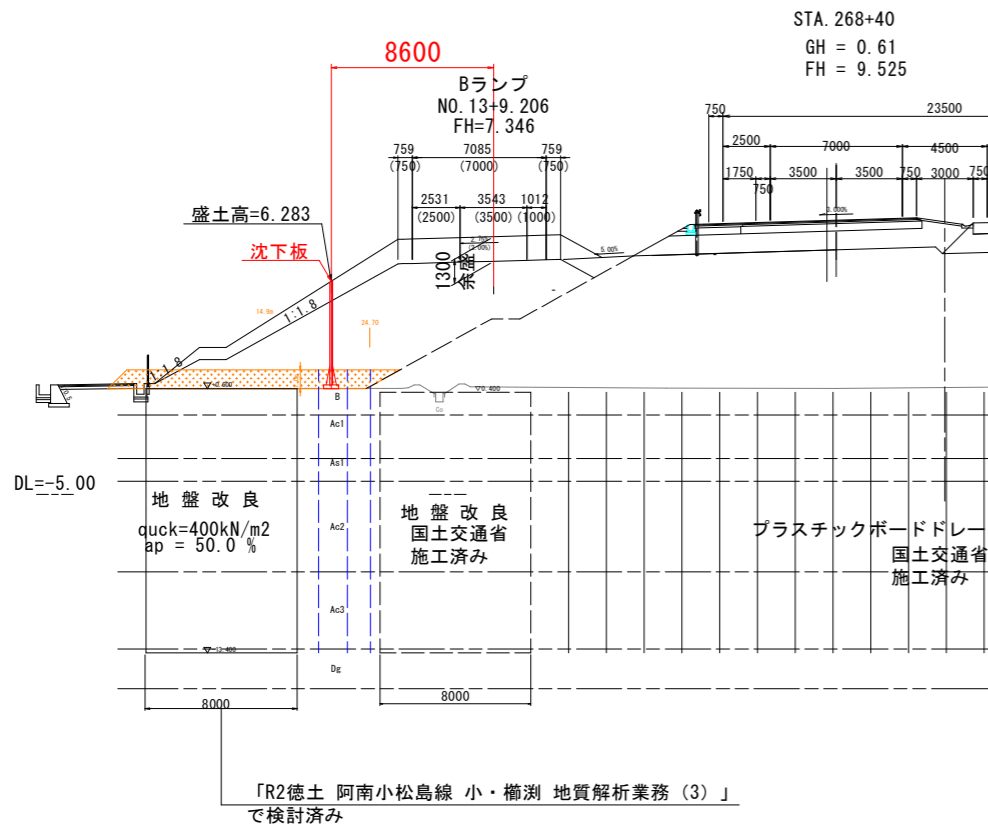 STA. 268+40
GH = 0.61
FH = 9.525
8600
Bランプ
NO. 13+9.206
FH=7.346
750
23500
2500
7000
4500
1750
750
3500
3500
750
3000
750
759
(750)
7085
(7000)
759
(750)
2531
(2500)
3543
(3500)
1012
(1000)
盛土高=6.283
沈下板
1300
余盛
5.00%
1:1.8
1:1.8
24.70
B
Ac1
As1
Ac2
Ac3
Dg
DL=-5.00
地 盤 改 良
quck=400kN/m2
ap = 50.0 %
地 盤 改 良
国土交通省
施工済み
プラスチックボードドレー
国土交通省
施工済み
▽0.400
-13.400
8000
8000
「R2徳土 阿南小松島線 小・櫛渕 地質解析業務（3）」
で検討済み